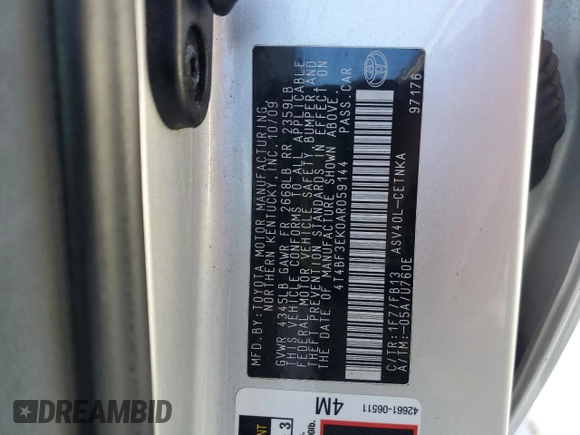 MFD.BY:TOYOTA MOTOR MANUFACTURING
NORTHERN KENTUCKY, INC. 10/09
GVWR 4345LB GAWR FR 2668LB RR 2359LB
THIS VEHICLE CONFORMS TO ALL APPLICABLE
FEDERAL MOTOR VEHICLE SAFETY, BUMPER, AND
THEFT PREVENTION STANDARDS IN EFFECT ON
THE DATE OF MANUFACTURE SHOWN ABOVE.
4T4BF3EK0AR059144 PASS.CAR
C/TR:1F7/FB13 ASV40L-CETNKA
A/TM:-05A/U760E 97176
42661-06511
4M
DREAMBID